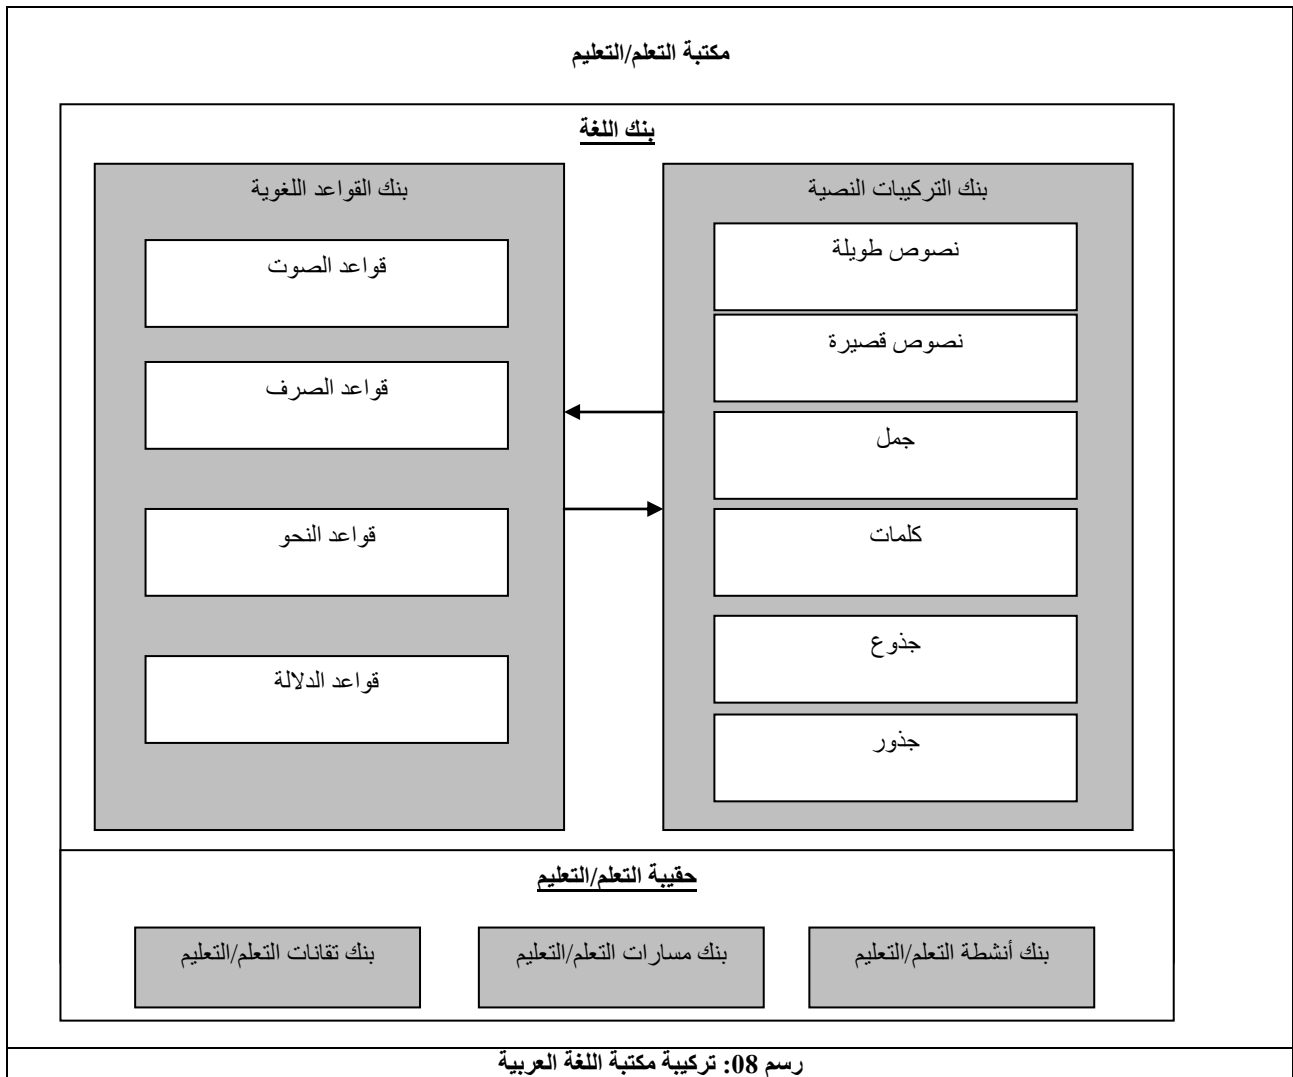 مكتبة التعلم/التعليم
بنك اللغة
بنك التركيبات النصية
نصوص طويلة
نصوص قصيرة
جمل
كلمات
جذوع
جذور
بنك القواعد اللغوية
قواعد الصوت
قواعد الصرف
قواعد النحو
قواعد الدلالة
حقيبة التعلم/التعليم
بنك أنشطة التعلم/التعليم
بنك مسارات التعلم/التعليم
بنك تقانات التعلم/التعليم
رسم 08: تركيبة مكتبة اللغة العربية